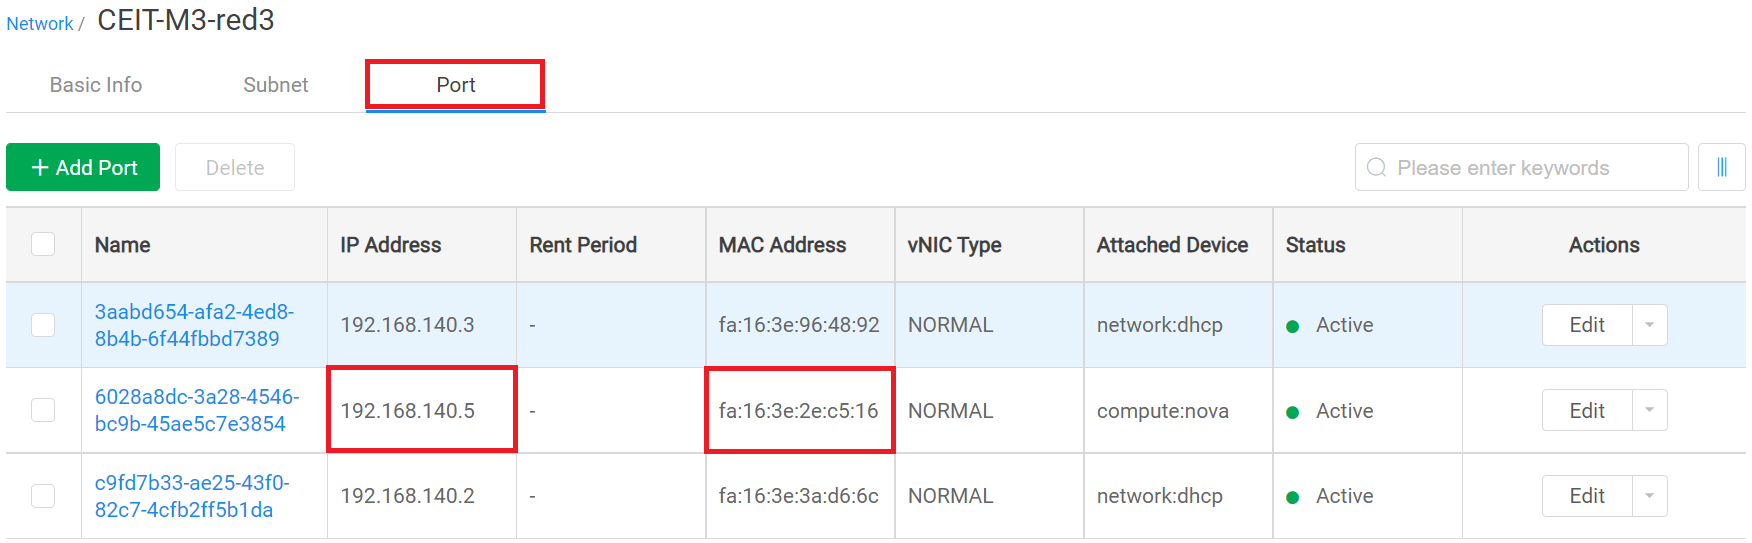 Network / CEIT-M3-red3
Basic Info Subnet Port
+ Add Port Delete Please enter keywords
Name IP Address Rent Period MAC Address vNIC Type Attached Device Status Actions
3aabd654-afa2-4ed8-
8b4b-6f44fbbd7389 192.168.140.3 - fa:16:3e:96:48:92 NORMAL network:dhcp Active Edit
6028a8dc-3a28-4546-
bc9b-45ae5c7e3854 192.168.140.5 - fa:16:3e:2e:c5:16 NORMAL compute:nova Active Edit
c9fd7b33-ae25-43f0-
82c7-4cfb2ff5b1da 192.168.140.2 - fa:16:3e:3a:d6:6c NORMAL network:dhcp Active Edit